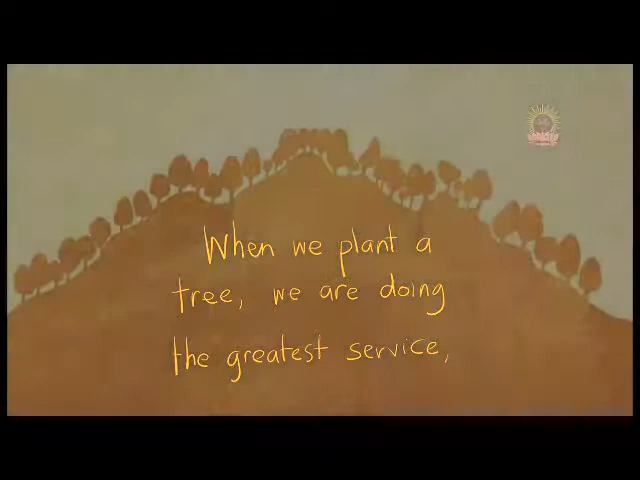 When we plant a
tree, we are doing
the greatest service,